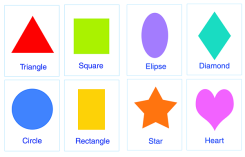 Triangle
Square
Elipse
Diamond
Circle
Rectangle
Star
Heart